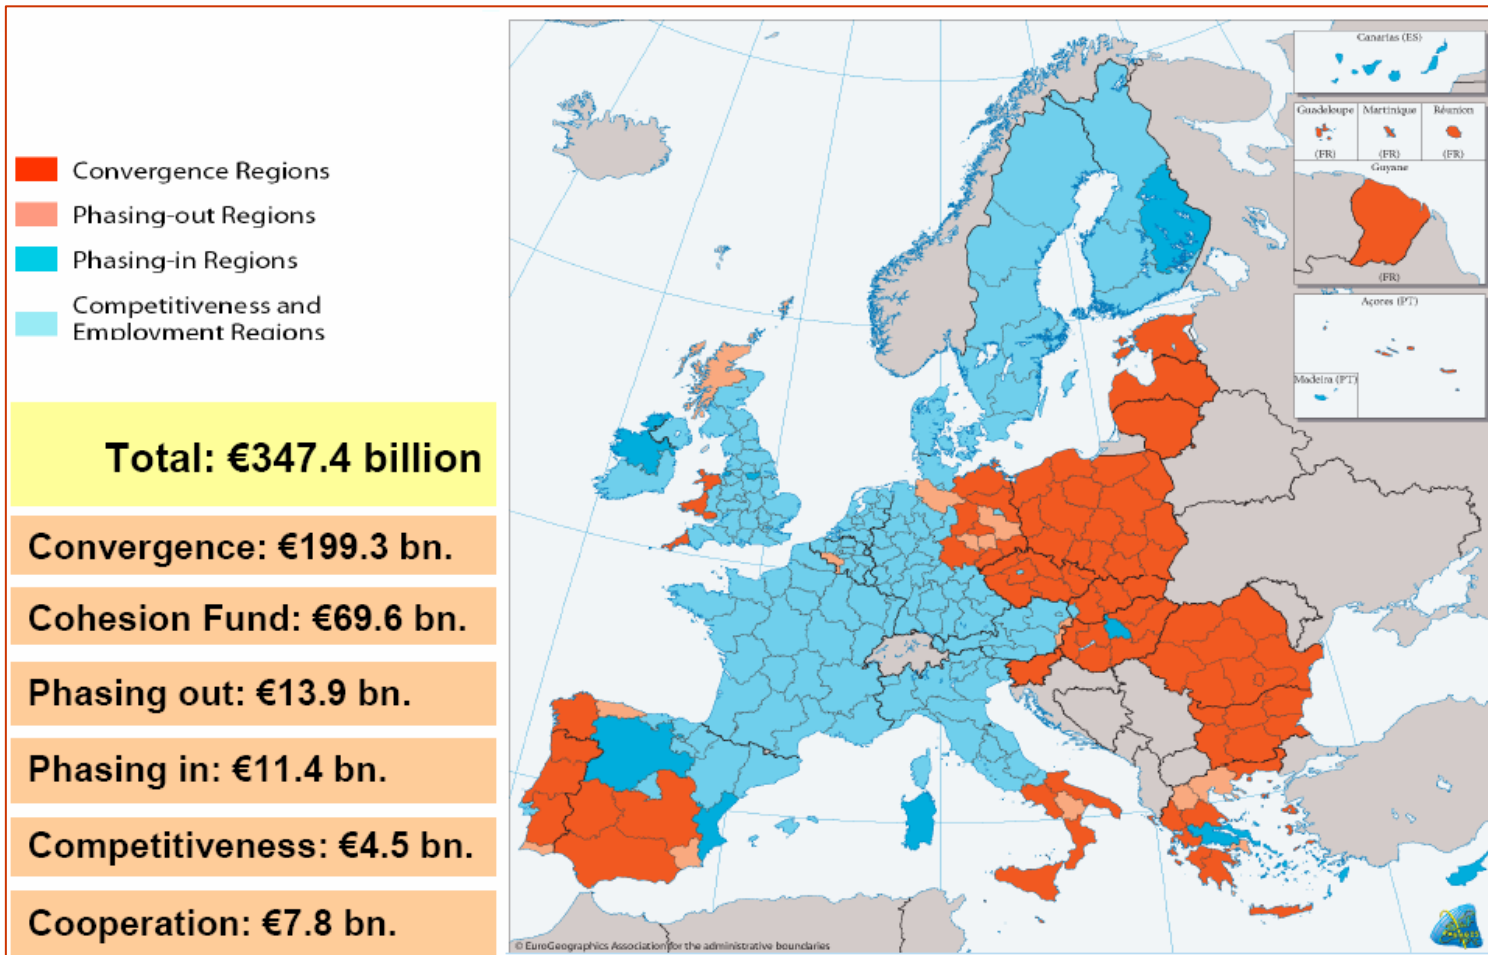 Convergence Regions
Phasing-out Regions
Phasing-in Regions
Competitiveness and
Employment Regions
Total: €347.4 billion
Convergence: €199.3 bn.
Cohesion Fund: €69.6 bn.
Phasing out: €13.9 bn.
Phasing in: €11.4 bn.
Competitiveness: €4.5 bn.
Cooperation: €7.8 bn.
Canarias (ES)
Guadeloupe Martinique Réunion
(FR) (FR) (FR)
Guyane
(FR)
Açores (PT)
Madeira (PT)
© EuroGeographics Association for the administrative boundaries